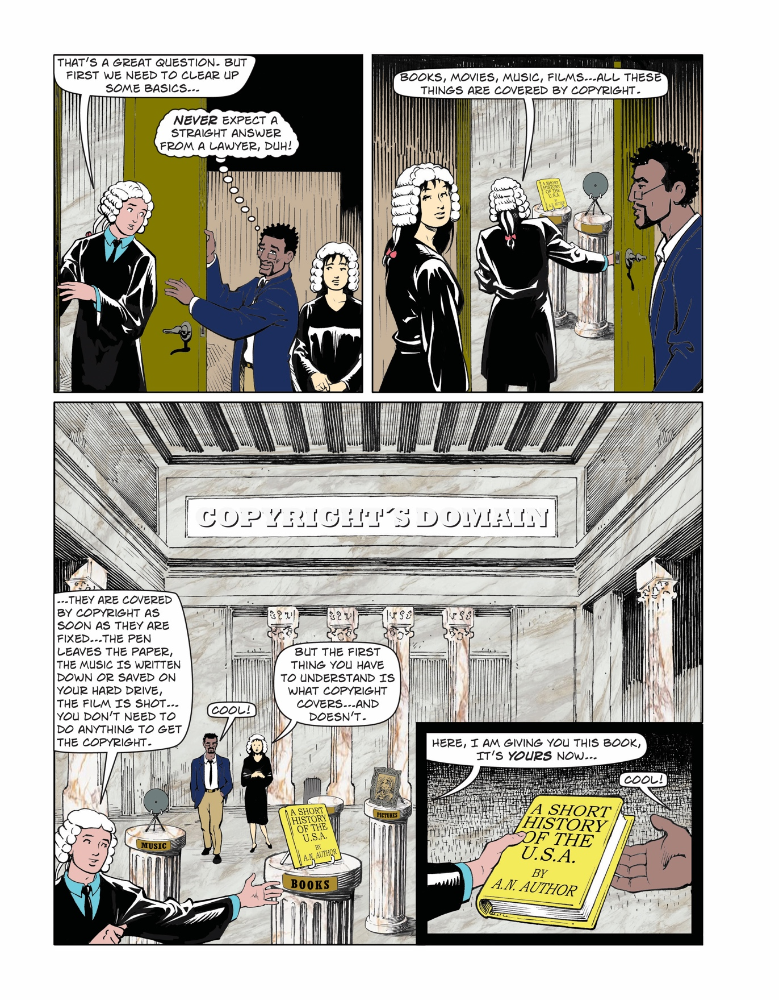 THAT'S A GREAT QUESTION. BUT
FIRST WE NEED TO CLEAR UP
SOME BASICS...
NEVER EXPECT A
STRAIGHT ANSWER
FROM A LAWYER, DUH!
BOOKS, MOVIES, MUSIC, FILMS...ALL THESE
THINGS ARE COVERED BY COPYRIGHT.
A SHORT
HISTORY
OF THE
U.S.A.
BY
A.N. AUTHOR
COPYRIGHT'S DOMAIN
...THEY ARE COVERED
BY COPYRIGHT AS
SOON AS THEY ARE
FIXED...THE PEN
LEAVES THE PAPER,
THE MUSIC IS WRITTEN
DOWN OR SAVED ON
YOUR HARD DRIVE,
THE FILM IS SHOT...
YOU DON'T NEED TO
DO ANYTHING TO GET
THE COPYRIGHT.
COOL!
BUT THE FIRST
THING YOU HAVE
TO UNDERSTAND IS
WHAT COPYRIGHT
COVERS...AND
DOESN'T.
MUSIC
A SHORT
HISTORY
OF THE
U.S.A.
BY
A.N. AUTHOR
BOOKS
PICTURES
HERE, I AM GIVING YOU THIS BOOK,
IT'S YOURS NOW...
COOL!
A SHORT
HISTORY
OF THE
U.S.A.
BY
A.N. AUTHOR